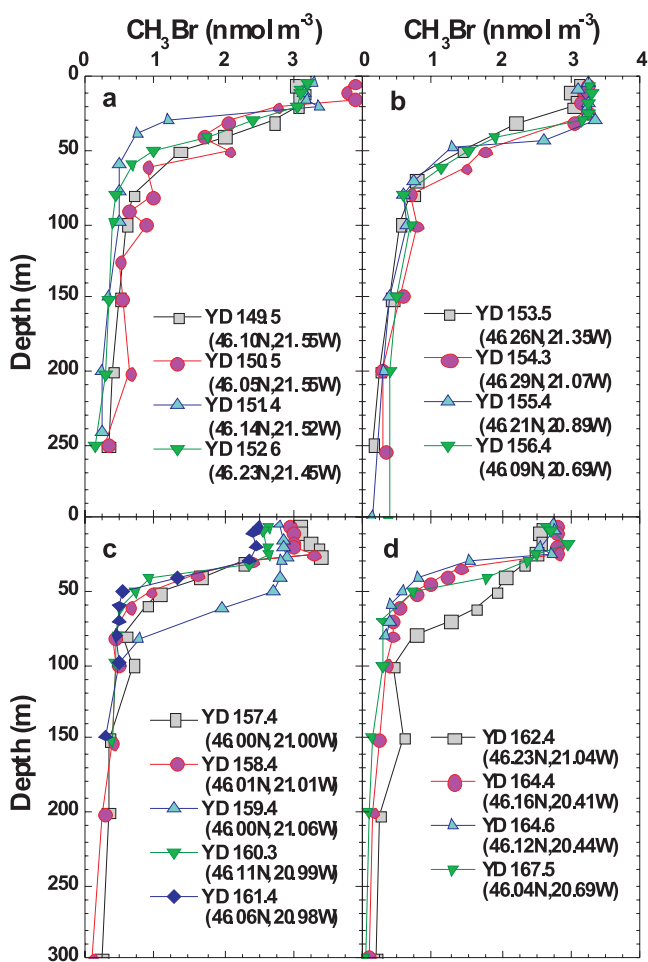 CH3Br (nmol m-3) CH3Br (nmol m-3)
0 1 2 3 0 1 2 3 4
0
a
b
50
100
150
200
250
Depth (m)
YD 149.5
(46.10N,21.55W)
YD 150.5
(46.05N,21.55W)
YD 151.4
(46.14N,21.52W)
YD 152.6
(46.23N,21.45W)
YD 153.5
(46.26N,21.35W)
YD 154.3
(46.29N,21.07W)
YD 155.4
(46.21N,20.89W)
YD 156.4
(46.09N,20.69W)
0
c
d
50
100
150
200
250
300
Depth (m)
YD 157.4
(46.00N,21.00W)
YD 158.4
(46.01N,21.01W)
YD 159.4
(46.00N,21.06W)
YD 160.3
(46.11N,20.99W)
YD 161.4
(46.06N,20.98W)
YD 162.4
(46.23N,21.04W)
YD 164.4
(46.16N,20.41W)
YD 164.6
(46.12N,20.44W)
YD 167.5
(46.04N,20.69W)